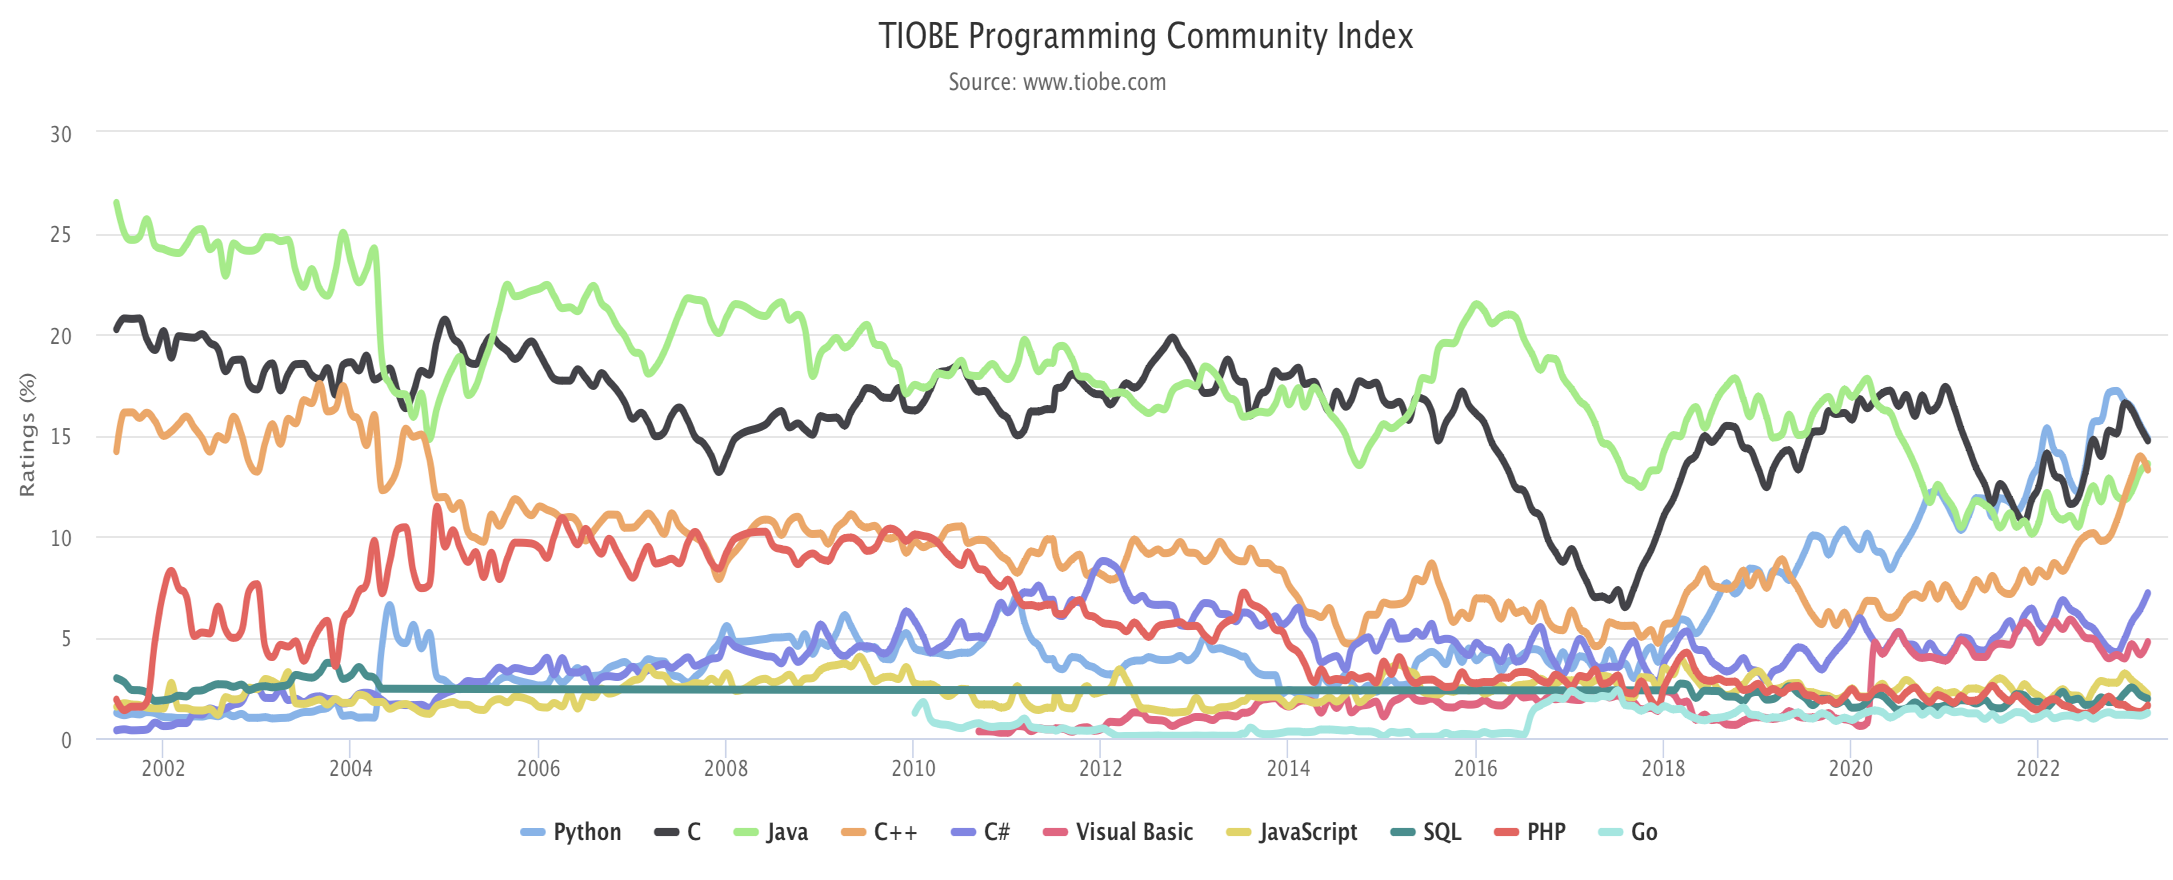 TIOBE Programming Community Index
Source: www.tiobe.com
Ratings (%)
30
25
20
15
10
5
0
2002 2004 2006 2008 2010 2012 2014 2016 2018 2020 2022
Python C Java C++ C# Visual Basic JavaScript SQL PHP Go